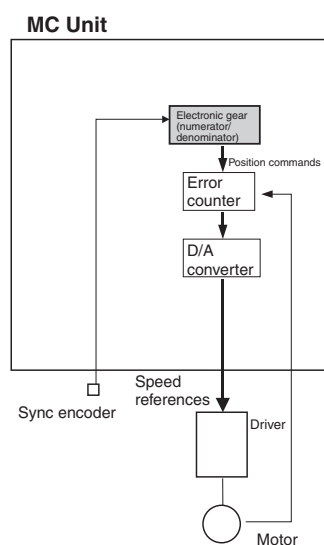 MC Unit
Electronic gear
(numerator/
denominator)
Position commands
Error
counter
D/A
converter
Speed
references
Sync encoder
Driver
Motor